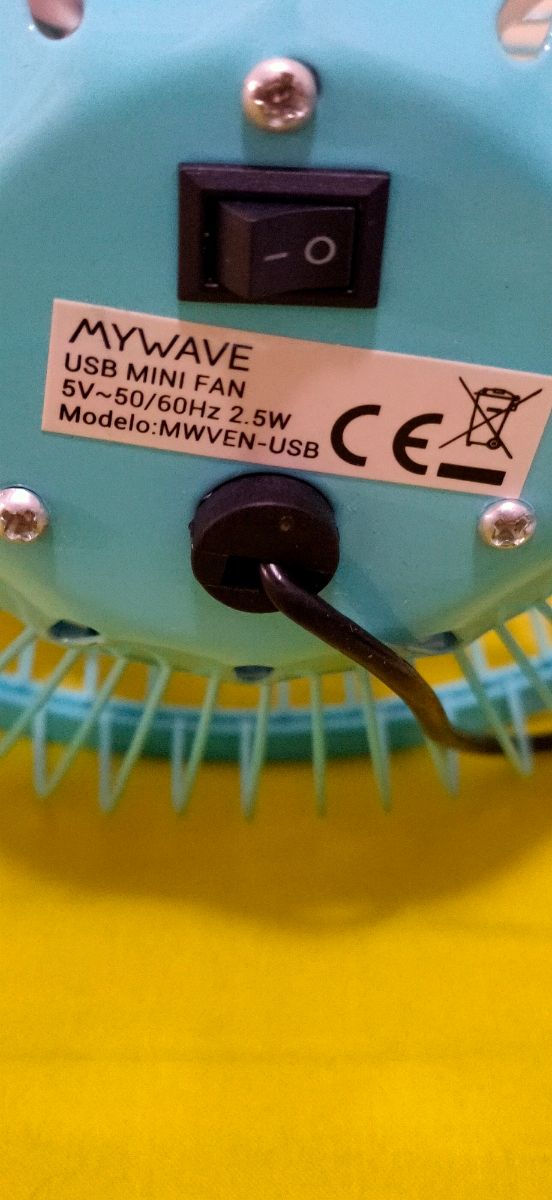 – O
MYWAVE
USB MINI FAN
5V~50/60Hz 2.5W
Modelo:MWVEN-USB
CE